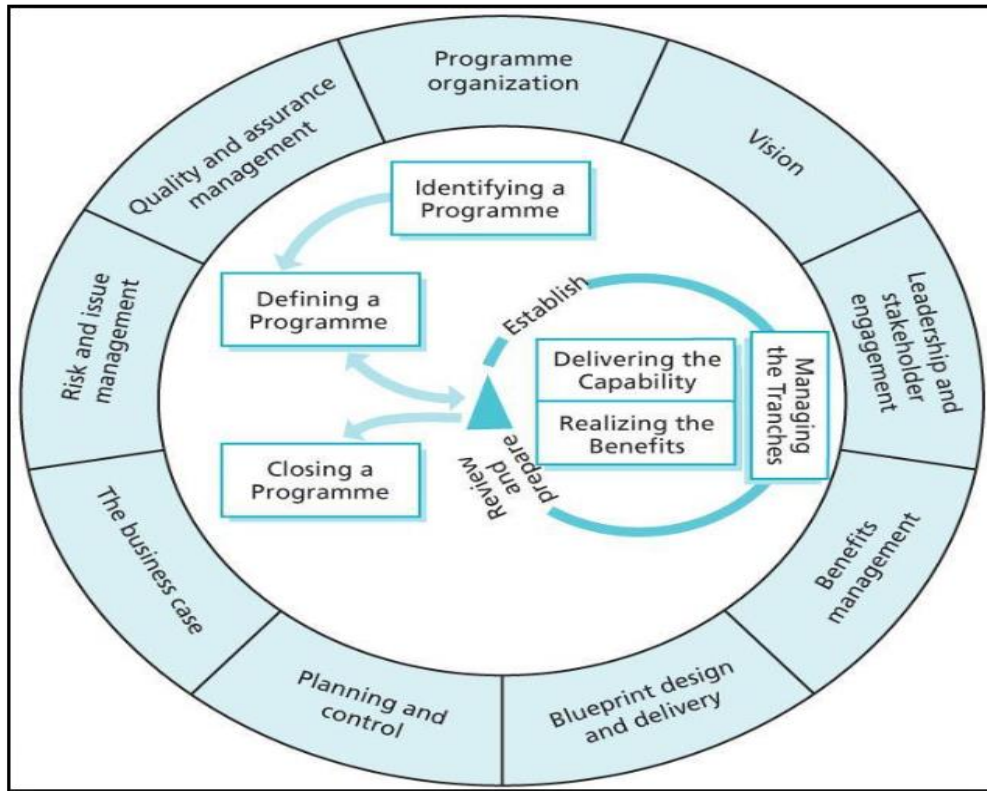 Programme
organization
Vision
Leadership and
stakeholder
engagement
Benefits
management
Blueprint design
and delivery
Planning and
control
The business case
Risk and issue
management
Quality and assurance
management
Identifying a
Programme
Defining a
Programme
Closing a
Programme
Establish
Delivering the
Capability
Realizing the
Benefits
Managing
the Tranches
Review
and
prepare